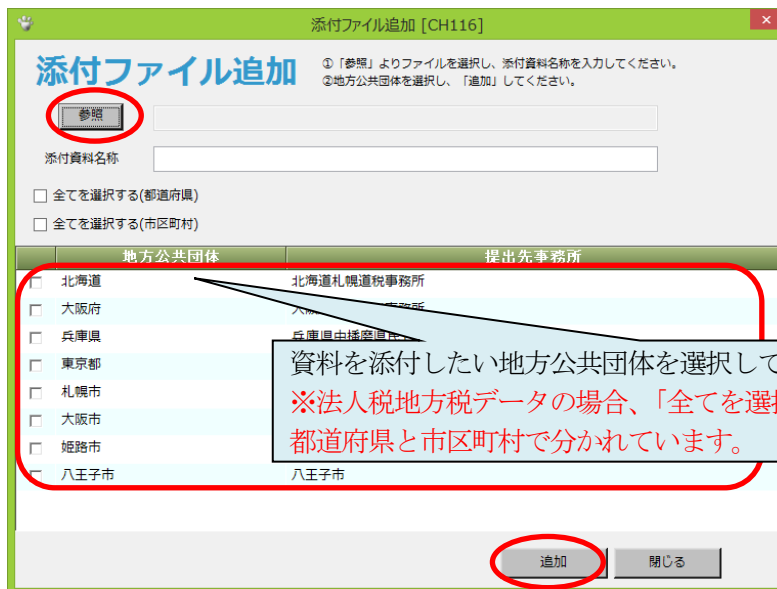 添付ファイル追加 [CH116]
添付ファイル追加
①「参照」よりファイルを選択し、添付資料名称を入力してください。
②地方公共団体を選択し、「追加」してください。
参照
添付資料名称
全てを選択する(都道府県)
全てを選択する(市区町村)
地方公共団体 提出先事務所
北海道 北海道札幌道税事務所
大阪府
兵庫県 兵庫県中播磨県民
東京都
札幌市
大阪市
姫路市
八王子市 八王子市
資料を添付したい地方公共団体を選択して
※法人税地方税データの場合、「全てを選択
都道府県と市区町村で分かれています。
追加 閉じる